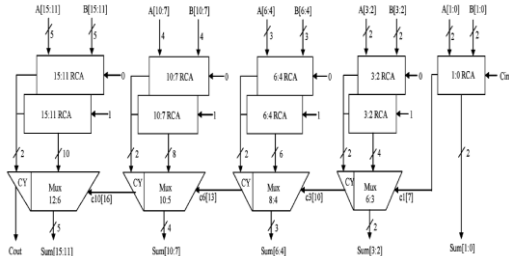 A[15:11] B[15:11] A[10:7] B[10:7] A[6:4] B[6:4] A[3:2] B[3:2] A[1:0] B[1:0]
5 5 4 4 3 3 2 2 2 2
15:11 RCA 0 10:7 RCA 0 6:4 RCA 0 3:2 RCA 0 1:0 RCA Cin
15:11 RCA 1 10:7 RCA 1 6:4 RCA 1 3:2 RCA 1
2 10 2 8 2 6 2 4 2
CY Mux 12:6 c10[16] CY Mux 10:5 c6[13] CY Mux 8:4 c3[10] CY Mux 6:3 c1[7]
5 4 3 2
Cout Sum[15:11] Sum[10:7] Sum[6:4] Sum[3:2] Sum[1:0]